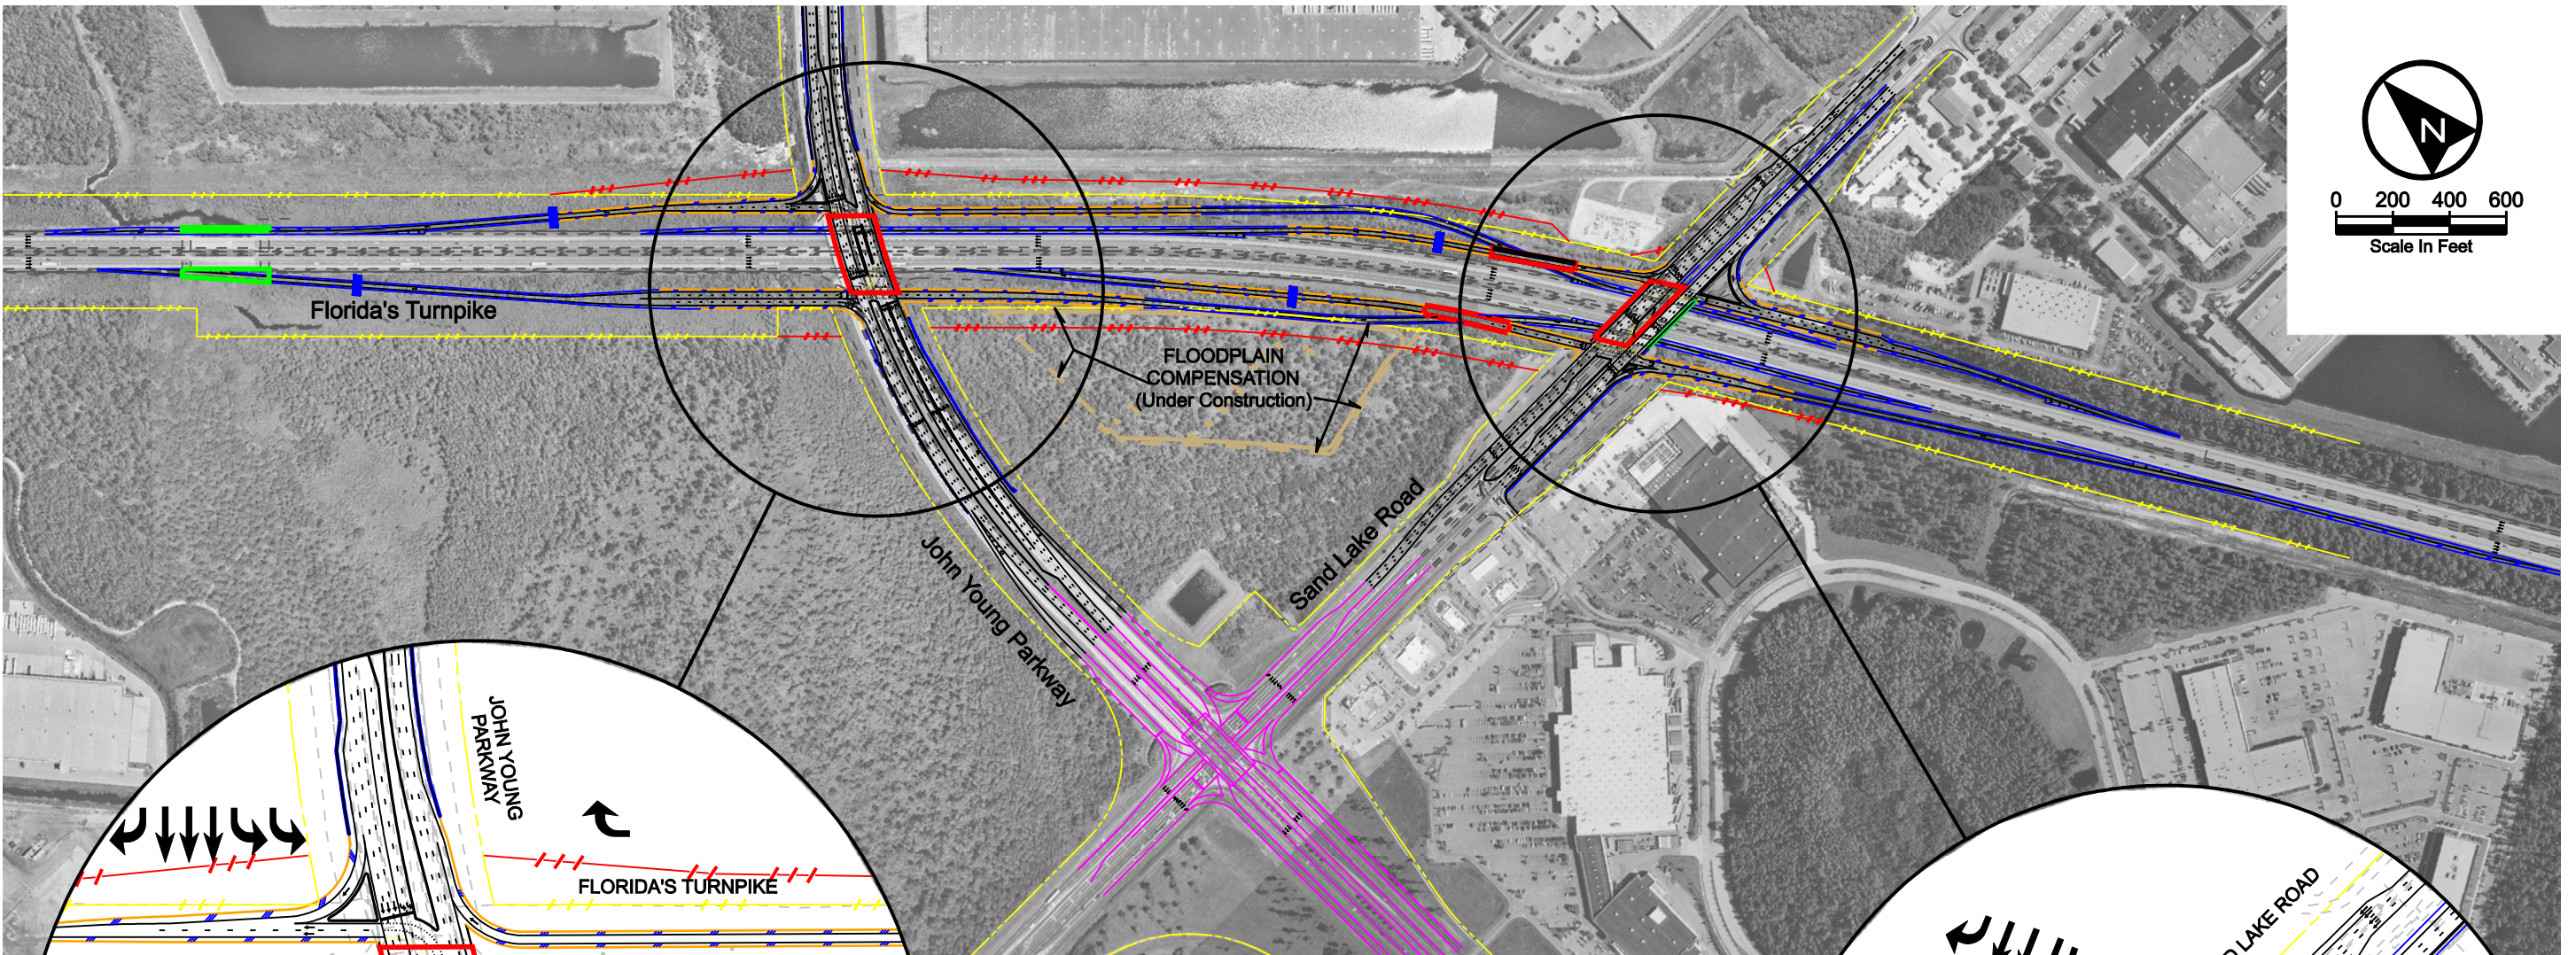 N
0 200 400 600
Scale In Feet
Florida's Turnpike
FLOODPLAIN
COMPENSATION
(Under Construction)
Sand Lake Road
John Young Parkway
JOHN YOUNG
PARKWAY
FLORIDA'S TURNPIKE
LAKE ROAD